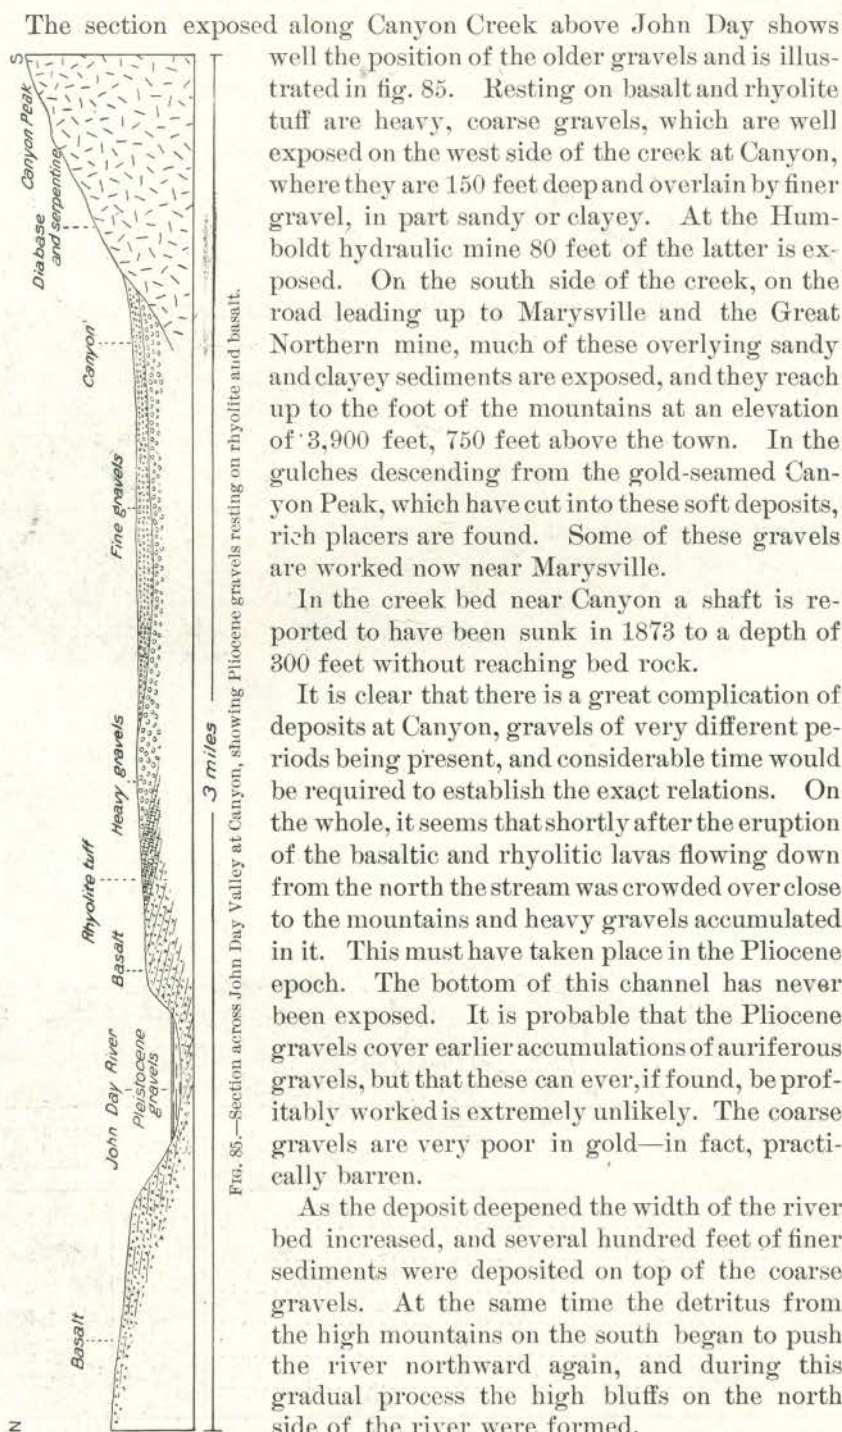 The section exposed along Canyon Creek above John Day shows
well the position of the older gravels and is illus-
trated in fig. 85. Resting on basalt and rhyolite
tuff are heavy, coarse gravels, which are well
exposed on the west side of the creek at Canyon,
where they are 150 feet deep and overlain by finer
gravel, in part sandy or clayey. At the Hum-
boldt hydraulic mine 80 feet of the latter is ex-
posed. On the south side of the creek, on the
road leading up to Marysville and the Great
Northern mine, much of these overlying sandy
and clayey sediments are exposed, and they reach
up to the foot of the mountains at an elevation
of 3,900 feet, 750 feet above the town. In the
gulches descending from the gold-seamed Can-
yon Peak, which have cut into these soft deposits,
rich placers are found. Some of these gravels
are worked now near Marysville.
In the creek bed near Canyon a shaft is re-
ported to have been sunk in 1873 to a depth of
300 feet without reaching bed rock.
It is clear that there is a great complication of
deposits at Canyon, gravels of very different pe-
riods being present, and considerable time would
be required to establish the exact relations. On
the whole, it seems that shortly after the eruption
of the basaltic and rhyolitic lavas flowing down
from the north the stream was crowded over close
to the mountains and heavy gravels accumulated
in it. This must have taken place in the Pliocene
epoch. The bottom of this channel has never
been exposed. It is probable that the Pliocene
gravels cover earlier accumulations of auriferous
gravels, but that these can ever, if found, be prof-
itably worked is extremely unlikely. The coarse
gravels are very poor in gold—in fact, practi-
cally barren.
As the deposit deepened the width of the river
bed increased, and several hundred feet of finer
sediments were deposited on top of the coarse
gravels. At the same time the detritus from
the high mountains on the south began to push
the river northward again, and during this
gradual process the high bluffs on the north
side of the river were formed.
N
Basalt
John Day River
Pleistocene
gravels
Basalt
Rhyolite tuff
Heavy gravels
Fine gravels
Canyon
Diabase
and serpentine
Canyon Peak
S
3 miles
FIG. 85.—Section across John Day Valley at Canyon, showing Pliocene gravels resting on rhyolite and basalt.